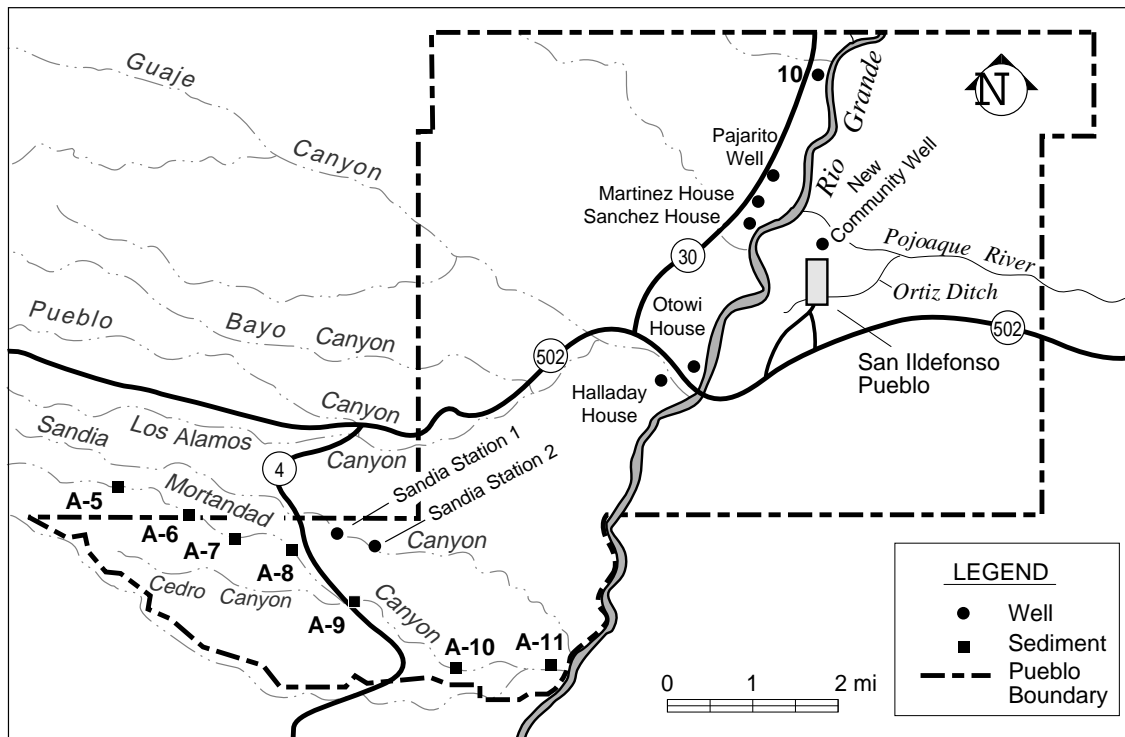 Guaje
Canyon
10
Grande
Rio
N
Pajarito
Well
Martinez House
Sanchez House
New
Community Well
30
Pojoaque River
Ortiz Ditch
Otowi
House
502
502
San Ildefonso
Pueblo
Halladay
House
Pueblo
Canyon
Bayo Canyon
Los Alamos
Canyon
Sandia
Canyon
4
Sandia Station 1
Sandia Station 2
Mortandad
Canyon
Cedro Canyon
A-5
A-6
A-7
A-8
A-9
A-10
A-11
0 1 2 mi
LEGEND
Well
Sediment
Pueblo
Boundary